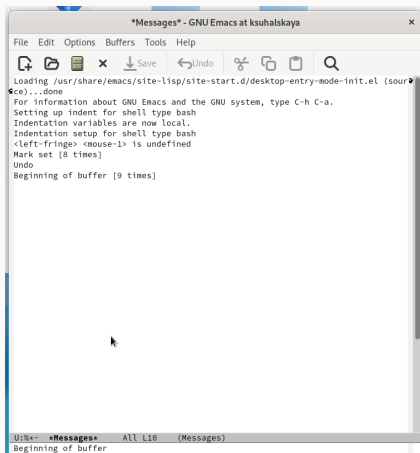 *Messages* - GNU Emacs at ksuhalskaya
File Edit Options Buffers Tools Help
Save Undo
Loading /usr/share/emacs/site-lisp/site-start.d/desktop-entry-mode-init.el (sour
ce)...done
For information about GNU Emacs and the GNU system, type C-h C-a.
Setting up indent for shell type bash
Indentation variables are now local.
Indentation setup for shell type bash
<left-fringe> <mouse-1> is undefined
Mark set [8 times]
Undo
Beginning of buffer [9 times]
U:%*- *Messages* All L10 (Messages)
Beginning of buffer